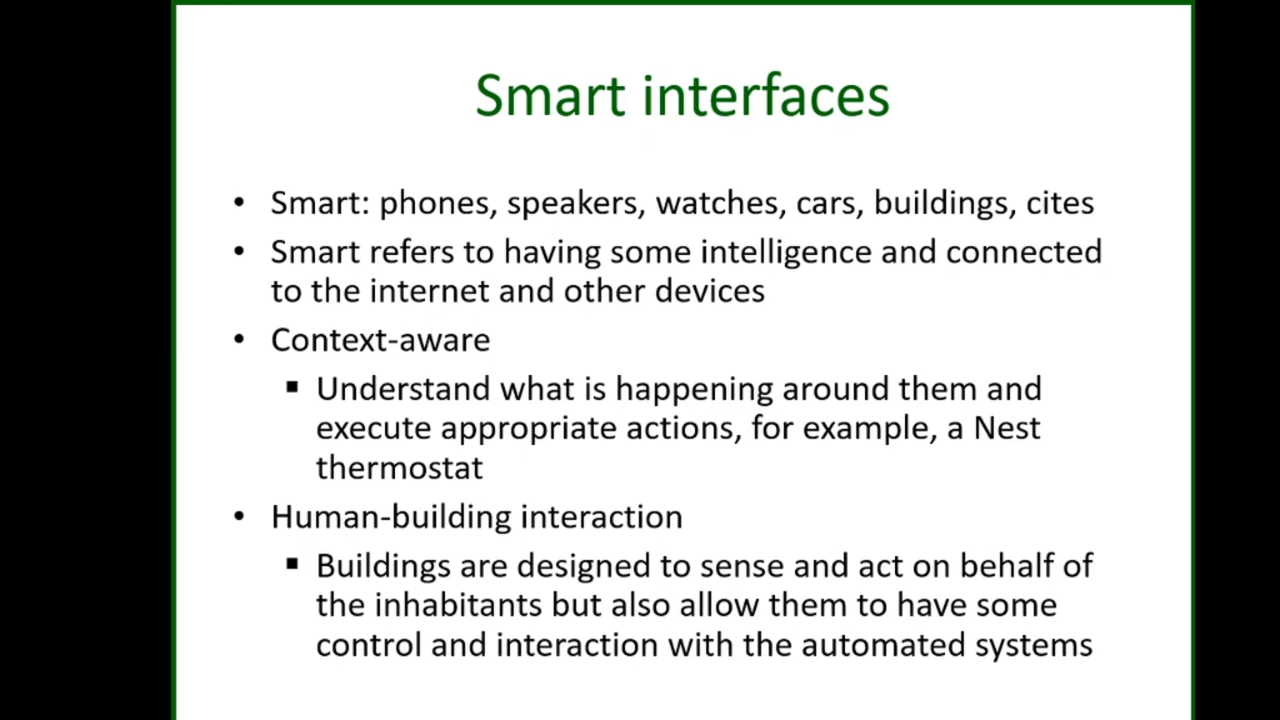 Smart interfaces
• Smart: phones, speakers, watches, cars, buildings, cites
• Smart refers to having some intelligence and connected
to the internet and other devices
• Context-aware
▪ Understand what is happening around them and
execute appropriate actions, for example, a Nest
thermostat
• Human-building interaction
▪ Buildings are designed to sense and act on behalf of
the inhabitants but also allow them to have some
control and interaction with the automated systems